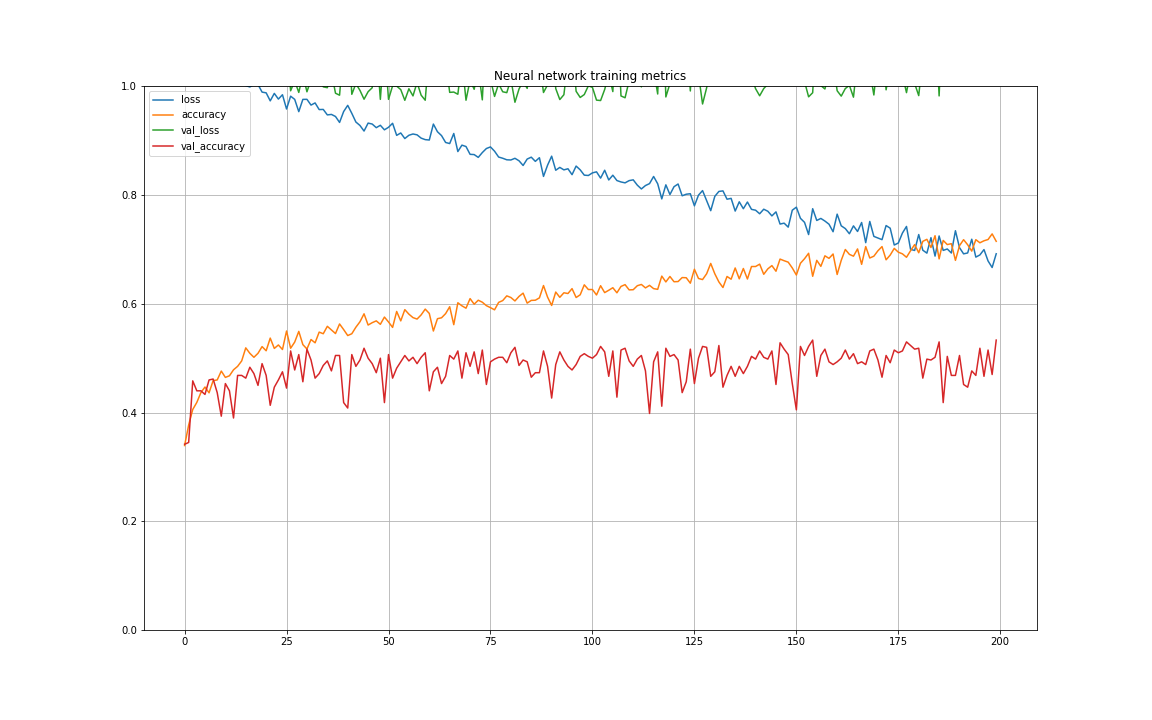 Neural network training metrics
loss
accuracy
val_loss
val_accuracy
1.0
0.8
0.6
0.4
0.2
0.0
0 25 50 75 100 125 150 175 200